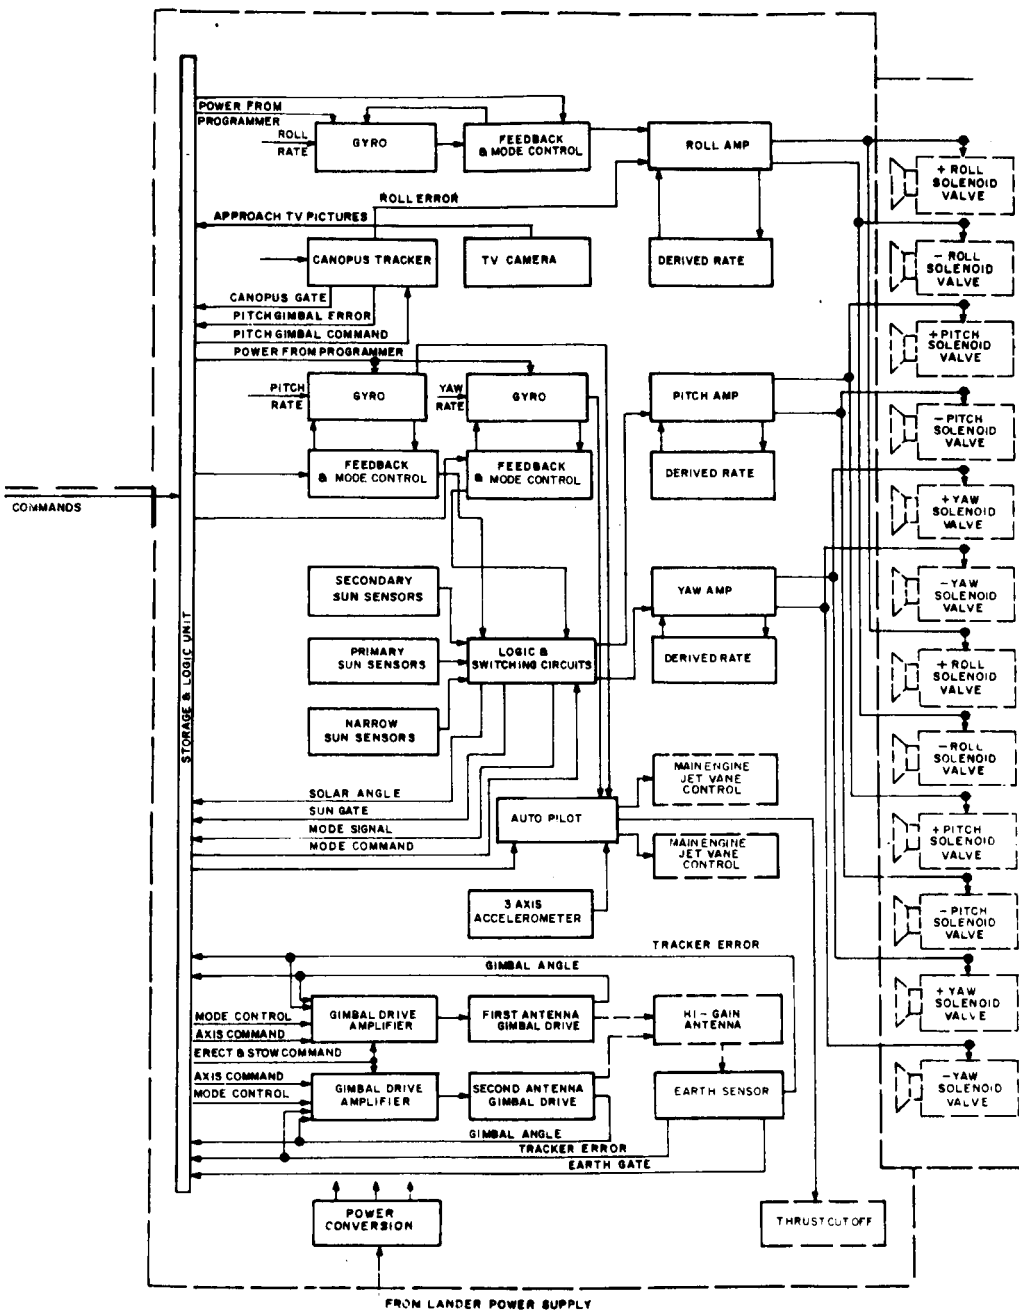 POWER FROM
PROGRAMMER
ROLL
RATE
GYRO
FEEDBACK
& MODE CONTROL
ROLL AMP
+ ROLL
SOLENOID
VALVE
ROLL ERROR
APPROACH TV PICTURES
CANOPUS TRACKER
TV CAMERA
DERIVED RATE
- ROLL
SOLENOID
VALVE
CANOPUS GATE
PITCH GIMBAL ERROR
PITCH GIMBAL COMMAND
POWER FROM PROGRAMMER
+ PITCH
SOLENOID
VALVE
PITCH
RATE
GYRO
YAW
RATE
GYRO
PITCH AMP
- PITCH
SOLENOID
VALVE
FEEDBACK
& MODE CONTROL
FEEDBACK
& MODE CONTROL
DERIVED RATE
COMMANDS
+ YAW
SOLENOID
VALVE
SECONDARY
SUN SENSORS
YAW AMP
- YAW
SOLENOID
VALVE
STORAGE & LOGIC UNIT
PRIMARY
SUN SENSORS
LOGIC &
SWITCHING CIRCUITS
DERIVED RATE
+ ROLL
SOLENOID
VALVE
NARROW
SUN SENSORS
- ROLL
SOLENOID
VALVE
SOLAR ANGLE
SUN GATE
MODE SIGNAL
MODE COMMAND
AUTO PILOT
MAIN ENGINE
JET VANE
CONTROL
MAIN ENGINE
JET VANE
CONTROL
+ PITCH
SOLENOID
VALVE
3 AXIS
ACCELEROMETER
- PITCH
SOLENOID
VALVE
TRACKER ERROR
GIMBAL ANGLE
MODE CONTROL
AXIS COMMAND
ERECT & STOW COMMAND
GIMBAL DRIVE
AMPLIFIER
FIRST ANTENNA
GIMBAL DRIVE
HI - GAIN
ANTENNA
+ YAW
SOLENOID
VALVE
AXIS COMMAND
MODE CONTROL
GIMBAL DRIVE
AMPLIFIER
SECOND ANTENNA
GIMBAL DRIVE
EARTH SENSOR
- YAW
SOLENOID
VALVE
GIMBAL ANGLE
TRACKER ERROR
EARTH GATE
POWER
CONVERSION
THRUST CUTOFF
FROM LANDER POWER SUPPLY